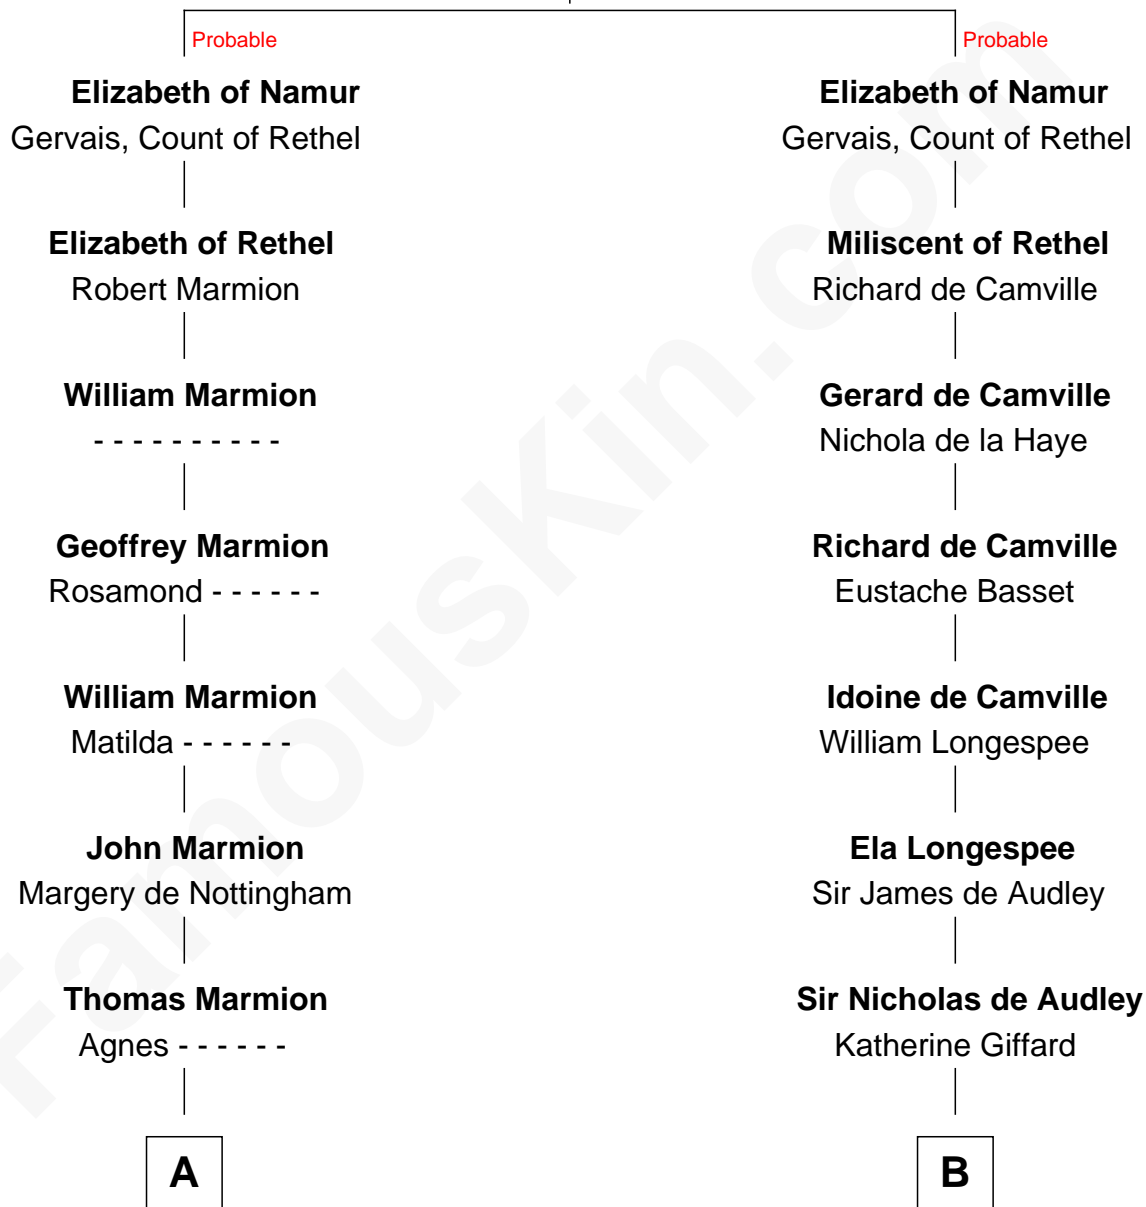 Probable
Elizabeth of Namur
Gervais, Count of Rethel
Elizabeth of Rethel
Robert Marmion
William Marmion
- - - - - - - - - -
Geoffrey Marmion
Rosamond - - - - - -
William Marmion
Matilda - - - - - -
John Marmion
Margery de Nottingham
Thomas Marmion
Agnes - - - - - -
A
Probable
Elizabeth of Namur
Gervais, Count of Rethel
Miliscent of Rethel
Richard de Camville
Gerard de Camville
Nichola de la Haye
Richard de Camville
Eustache Basset
Idoine de Camville
William Longespee
Ela Longespee
Sir James de Audley
Sir Nicholas de Audley
Katherine Giffard
B
FamousKin.com